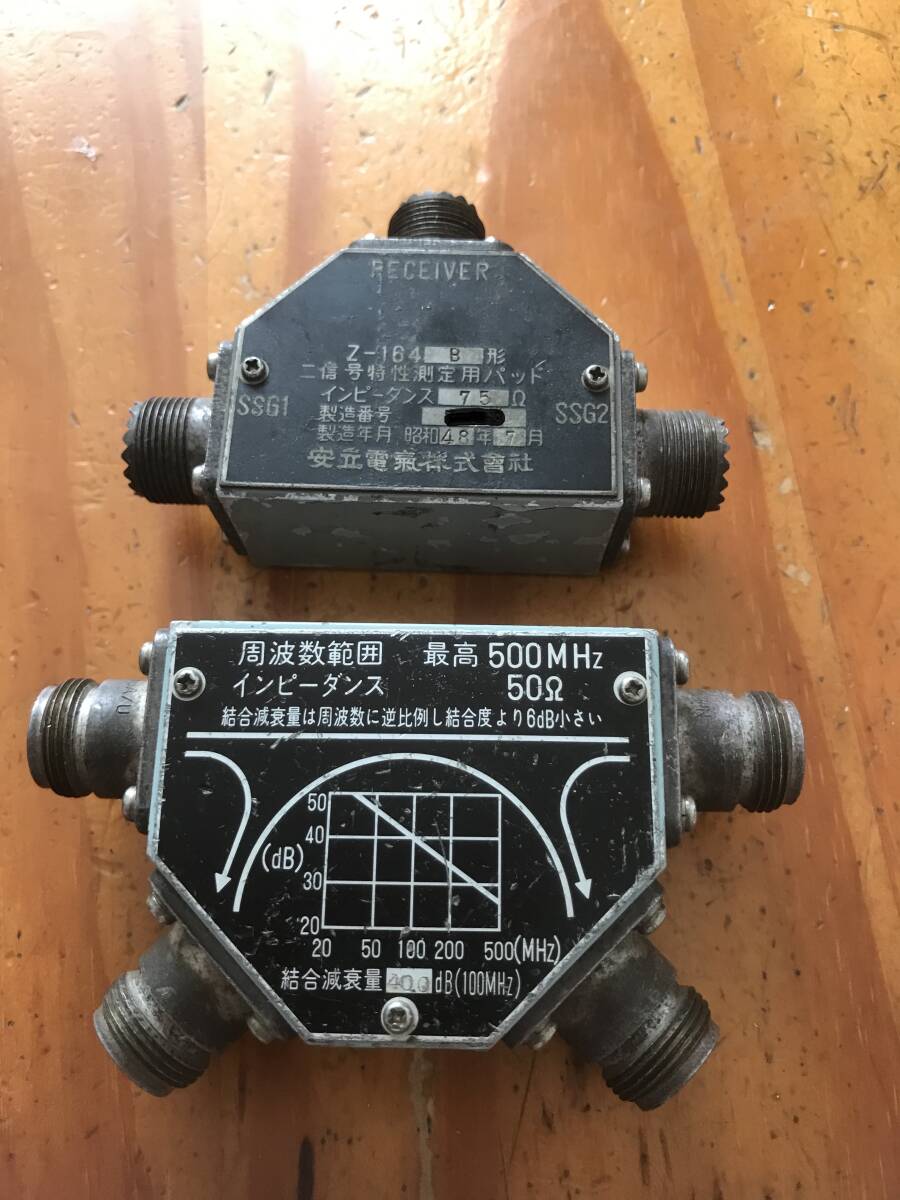 RECEIVER
Z-164 B 形
二信号特性測定用パッド
インピーダンス 75 Ω
SSG1
SSG2
製造番号
製造年月 昭和48年7月
安立電氣株式會社
周波数範囲 最高 500MHz
インピーダンス 50Ω
結合減衰量は周波数に逆比例し結合度より6dB小さい
50
40
(dB)
30
20
20 50 100 200 500(MHz)
結合減衰量 40.0 dB(100MHz)